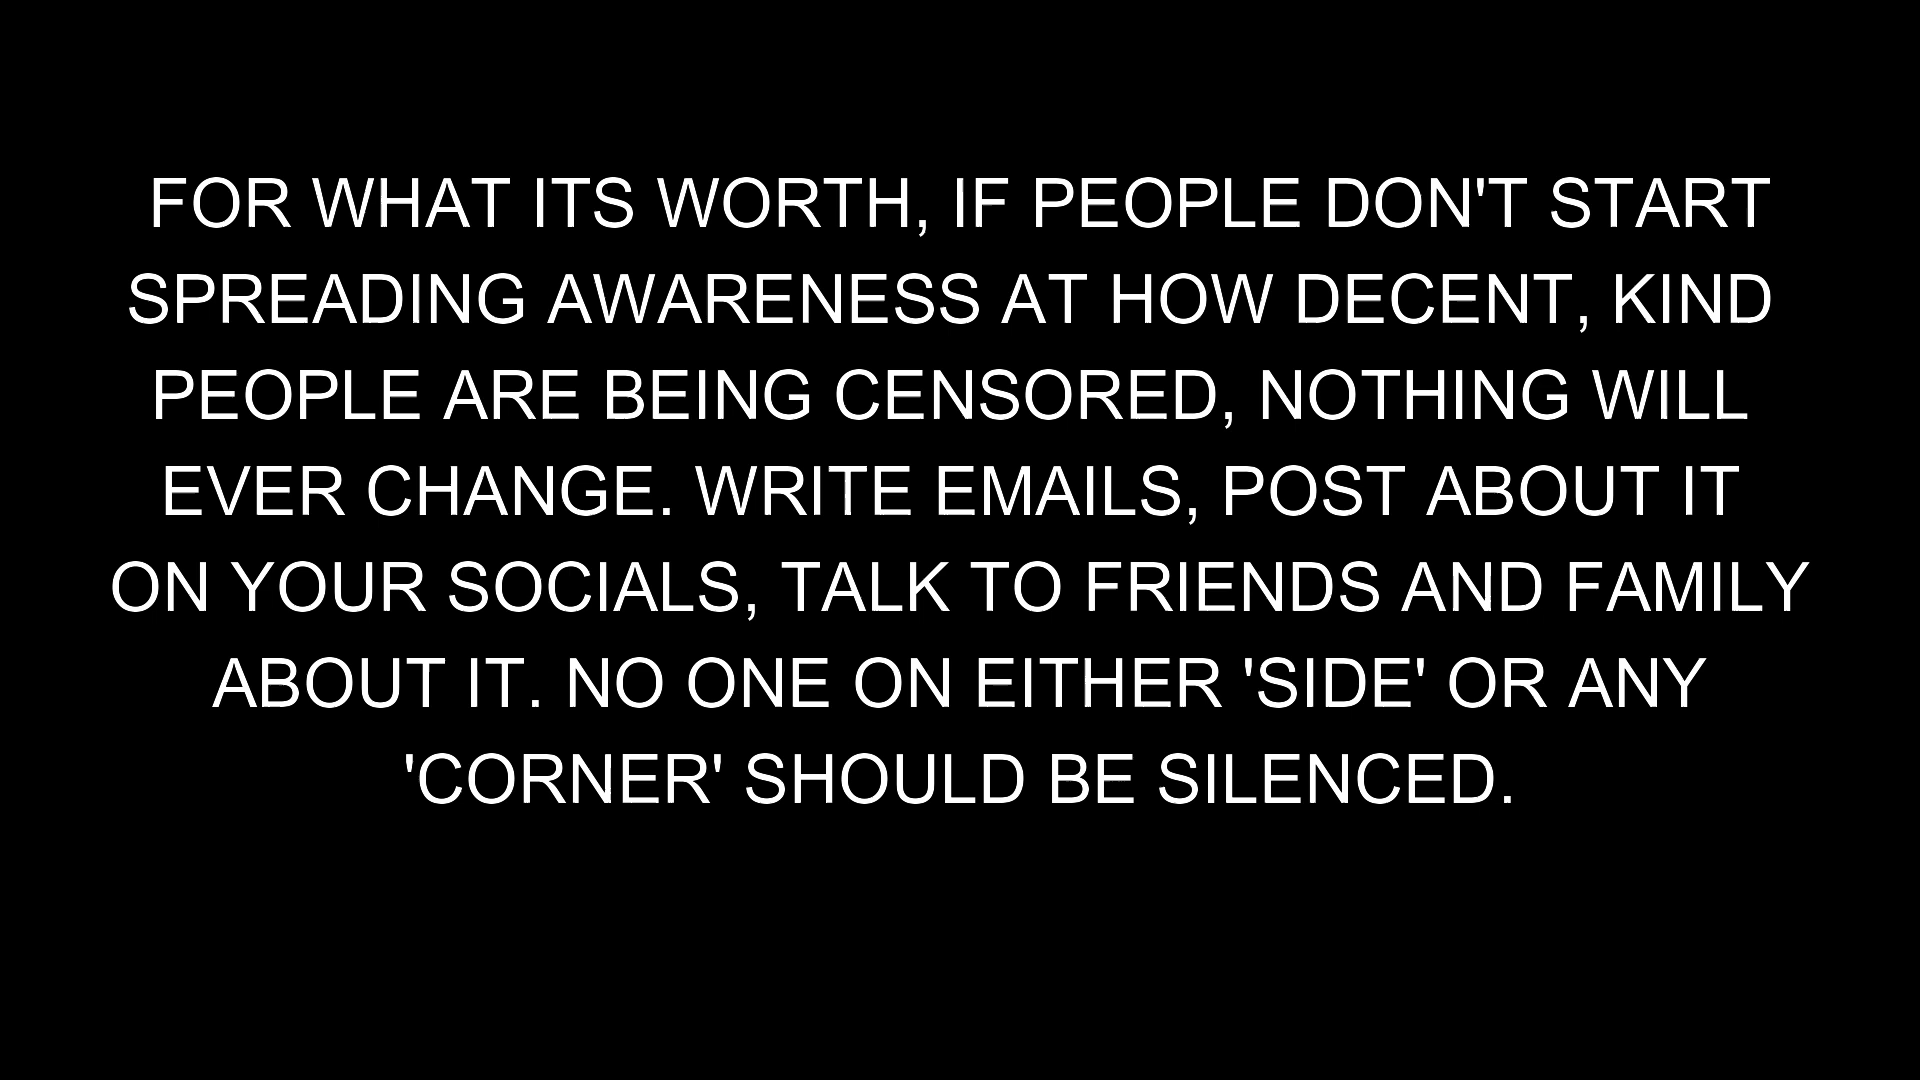 FOR WHAT ITS WORTH, IF PEOPLE DON'T START
SPREADING AWARENESS AT HOW DECENT, KIND
PEOPLE ARE BEING CENSORED, NOTHING WILL
EVER CHANGE. WRITE EMAILS, POST ABOUT IT
ON YOUR SOCIALS, TALK TO FRIENDS AND FAMILY
ABOUT IT. NO ONE ON EITHER 'SIDE' OR ANY
'CORNER' SHOULD BE SILENCED.